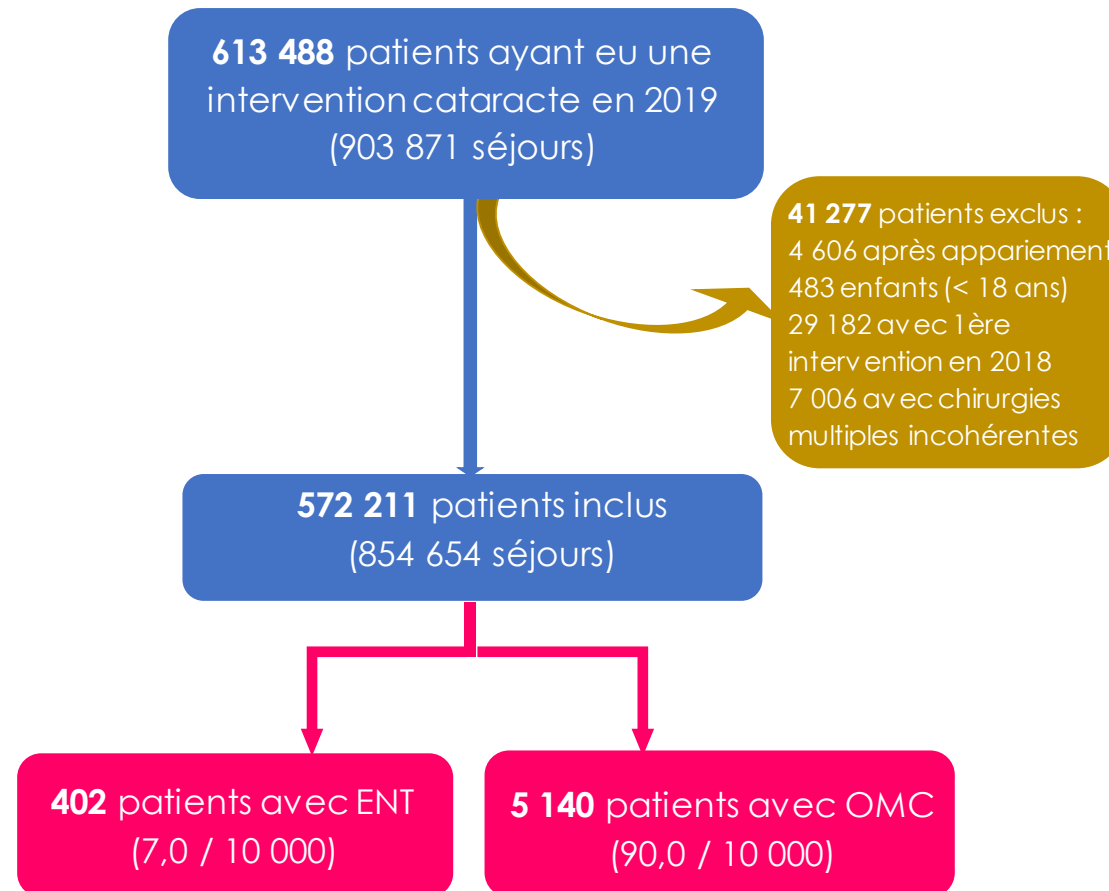 613 488 patients ayant eu une
intervention cataracte en 2019
(903 871 séjours)
41 277 patients exclus :
4 606 après appariement
483 enfants (< 18 ans)
29 182 avec 1ère
intervention en 2018
7 006 avec chirurgies
multiples incohérentes
572 211 patients inclus
(854 654 séjours)
402 patients avec ENT
(7,0 / 10 000)
5 140 patients avec OMC
(90,0 / 10 000)